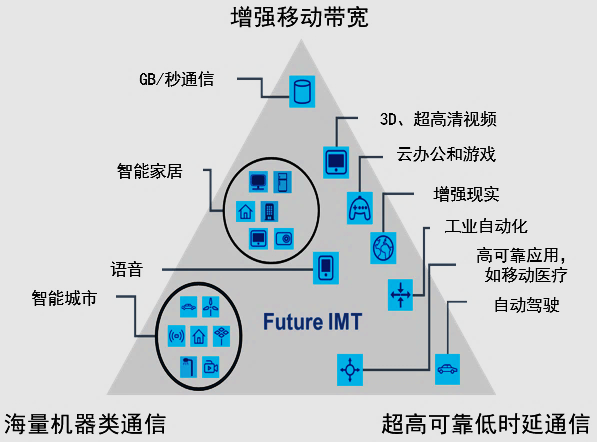 增强移动带宽
GB/秒通信
3D、超高清视频
云办公和游戏
智能家居
增强现实
工业自动化
高可靠应用，
如移动医疗
语音
智能城市
自动驾驶
Future IMT
海量机器类通信
超高可靠低时延通信